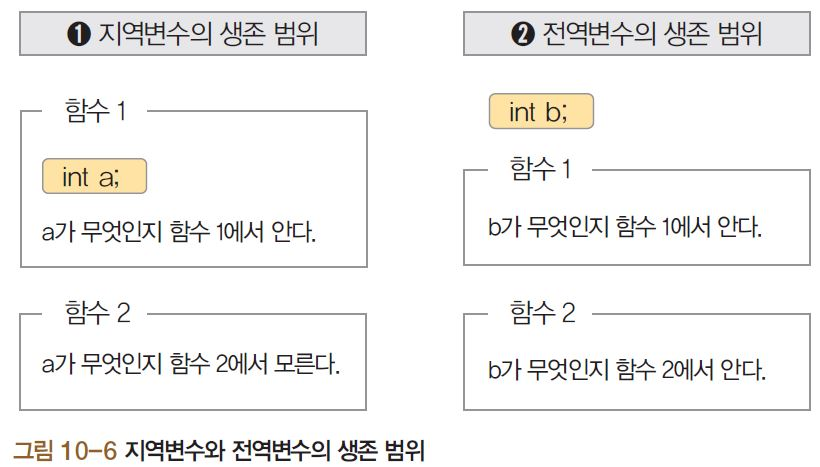 ❶ 지역변수의 생존 범위
함수 1
int a;
a가 무엇인지 함수 1에서 안다.
함수 2
a가 무엇인지 함수 2에서 모른다.
❷ 전역변수의 생존 범위
int b;
함수 1
b가 무엇인지 함수 1에서 안다.
함수 2
b가 무엇인지 함수 2에서 안다.
그림 10-6 지역변수와 전역변수의 생존 범위